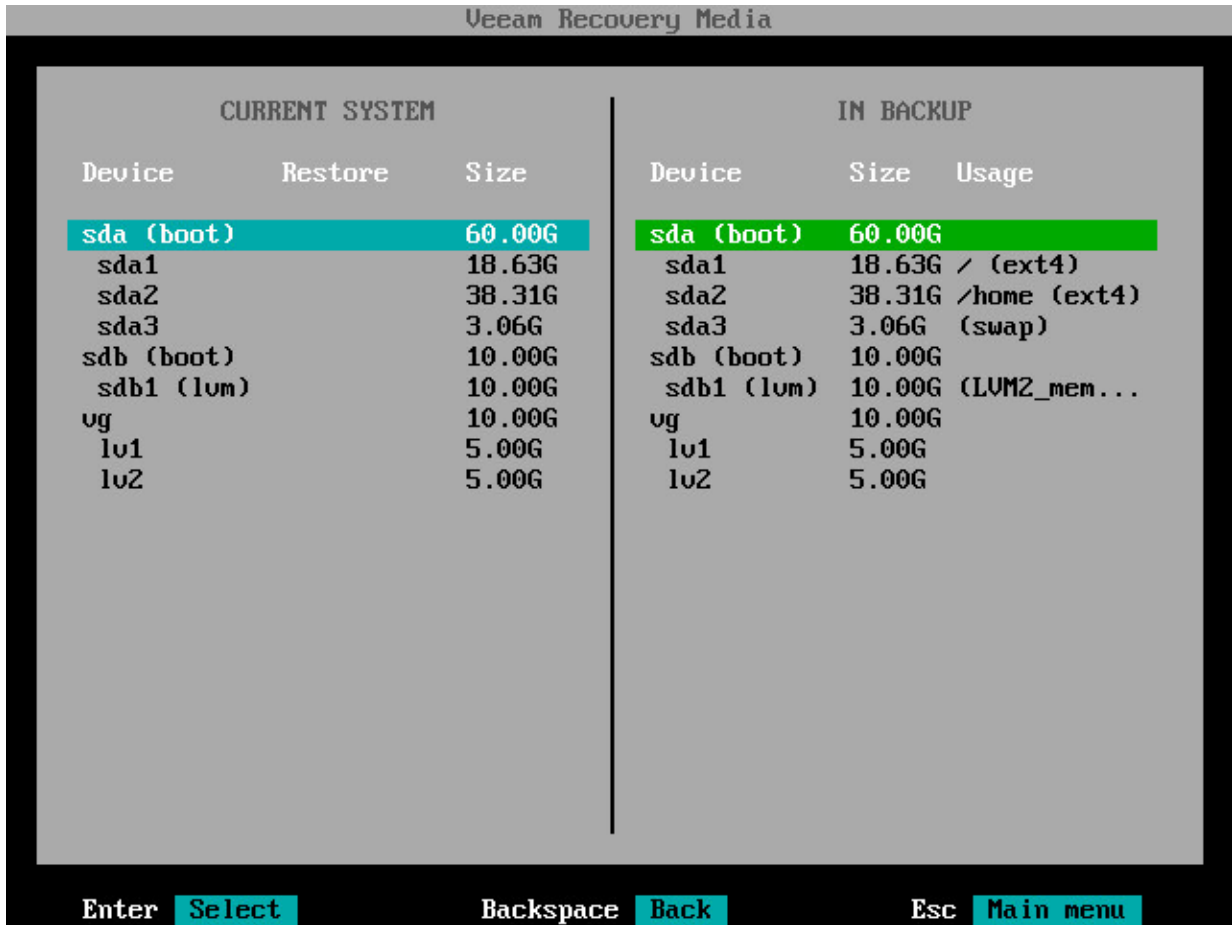 Veeam Recovery Media
CURRENT SYSTEM
Device Restore Size
sda (boot) 60.00G
sda1 18.63G
sda2 38.31G
sda3 3.06G
sdb (boot) 10.00G
sdb1 (lvm) 10.00G
vg 10.00G
lv1 5.00G
lv2 5.00G
IN BACKUP
Device Size Usage
sda (boot) 60.00G
sda1 18.63G / (ext4)
sda2 38.31G /home (ext4)
sda3 3.06G (swap)
sdb (boot) 10.00G
sdb1 (lvm) 10.00G (LVM2_mem...
vg 10.00G
lv1 5.00G
lv2 5.00G
Enter Select Backspace Back Esc Main menu